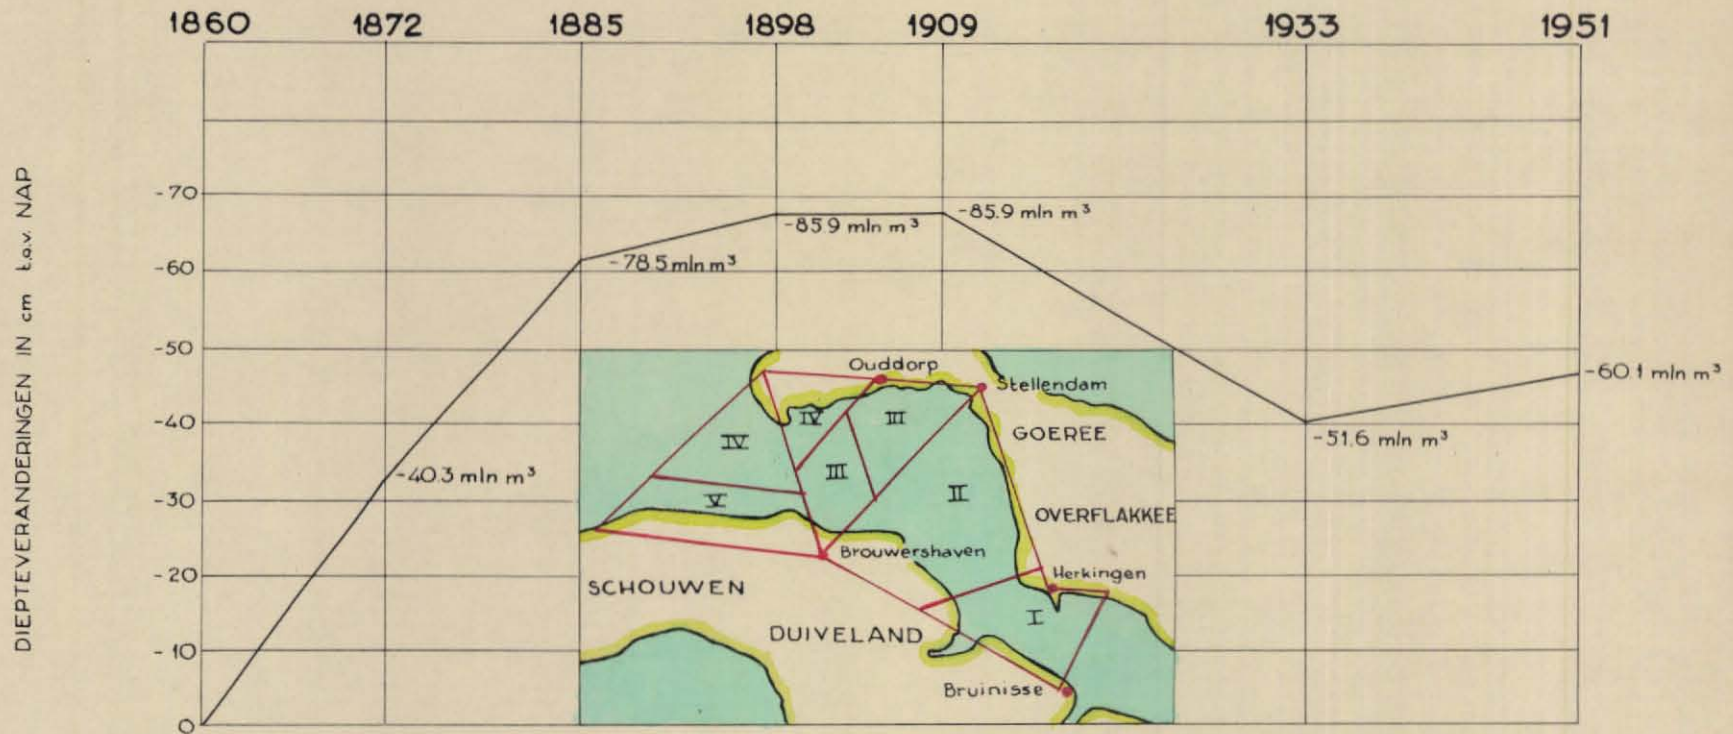 1860 1872 1885 1898 1909 1933 1951
DIEPTEVERANDERINGEN IN cm t.o.v. NAP
-70
-60
-50
-40
-30
-20
-10
0
-40.3 mln m³
-78.5 mln m³
-85.9 mln m³
-85.9 mln m³
-51.6 mln m³
-60.1 mln m³
Ouddorp
Stellendam
GOEREE
IV
III
IV
III
II
V
OVERFLAKKEE
Brouwershaven
Herkingen
SCHOUWEN
I
DUIVELAND
Bruinisse